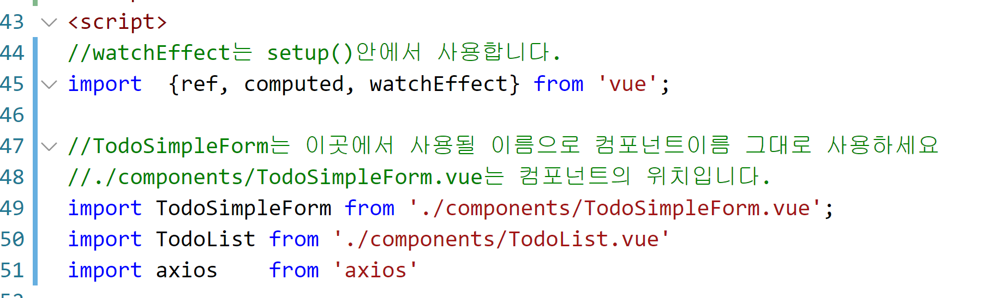 43 <script>
44 //watchEffect는 setup()안에서 사용합니다.
45 import  {ref, computed, watchEffect} from 'vue';
46
47 //TodoSimpleForm는 이곳에서 사용될 이름으로 컴포넌트이름 그대로 사용하세요
48 //./components/TodoSimpleForm.vue는 컴포넌트의 위치입니다.
49 import TodoSimpleForm from './components/TodoSimpleForm.vue';
50 import TodoList from './components/TodoList.vue'
51 import axios    from 'axios'